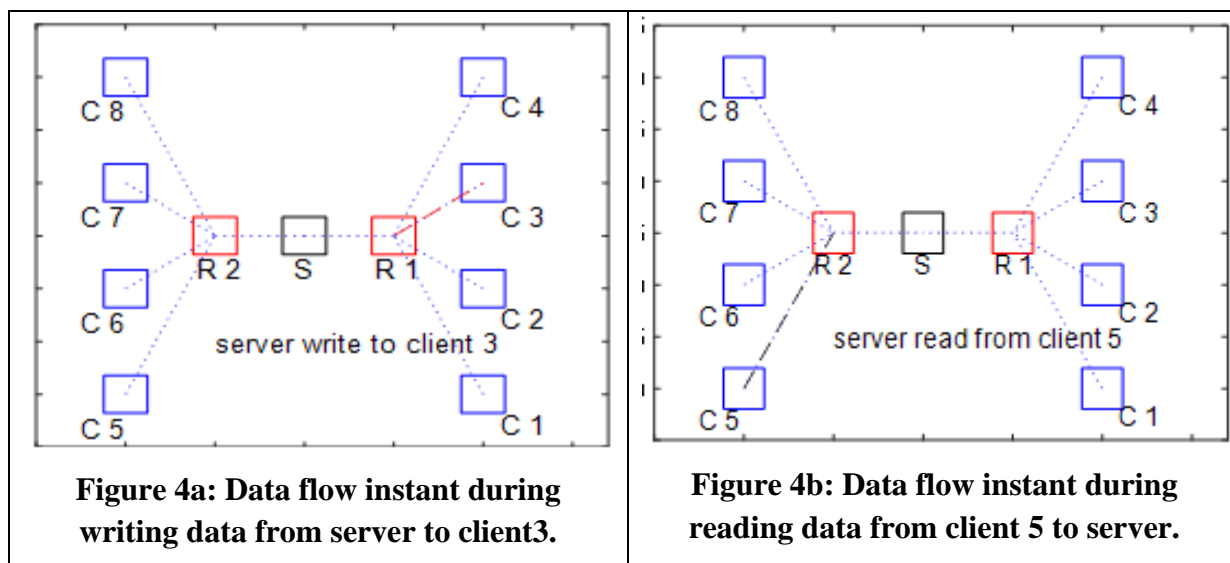 C 8
C 4
C 7
C 3
R 2
S
R 1
C 6
C 2
server write to client 3
C 5
C 1
Figure 4a: Data flow instant during
writing data from server to client3.
C 8
C 4
C 7
C 3
R 2
S
R 1
C 6
C 2
server read from client 5
C 5
C 1
Figure 4b: Data flow instant during
reading data from client 5 to server.